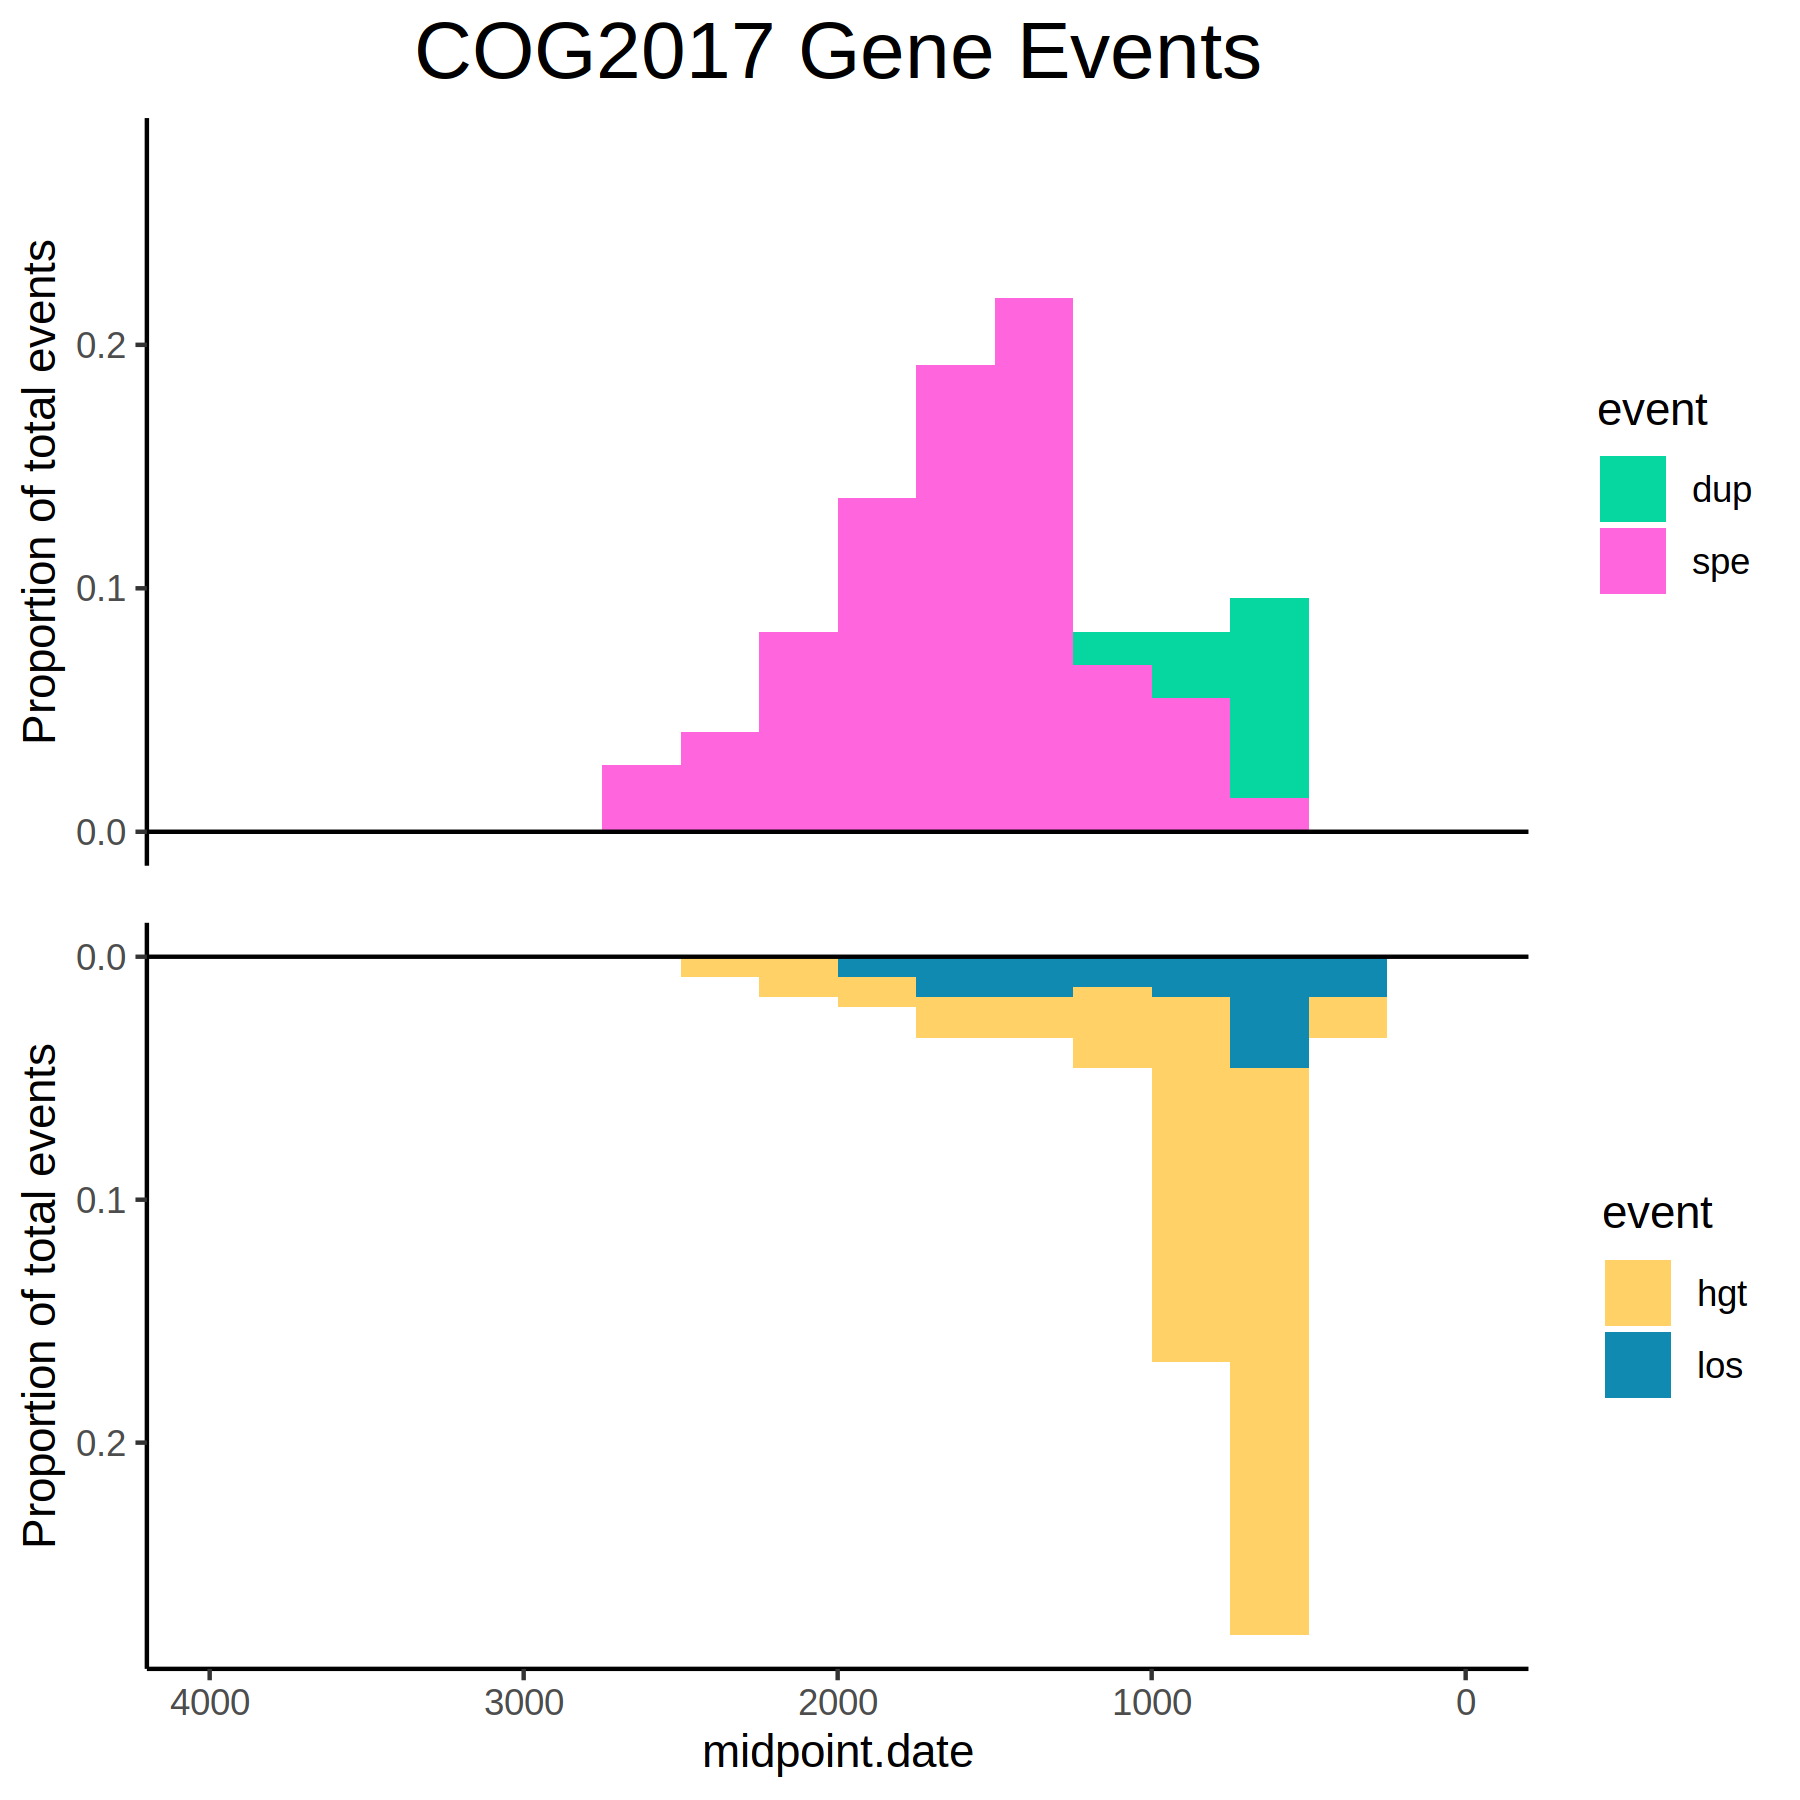 COG2017 Gene Events
Proportion of total events
0.2
0.1
0.0
event
dup
spe
Proportion of total events
0.0
0.1
0.2
event
hgt
los
4000 3000 2000 1000 0
midpoint.date